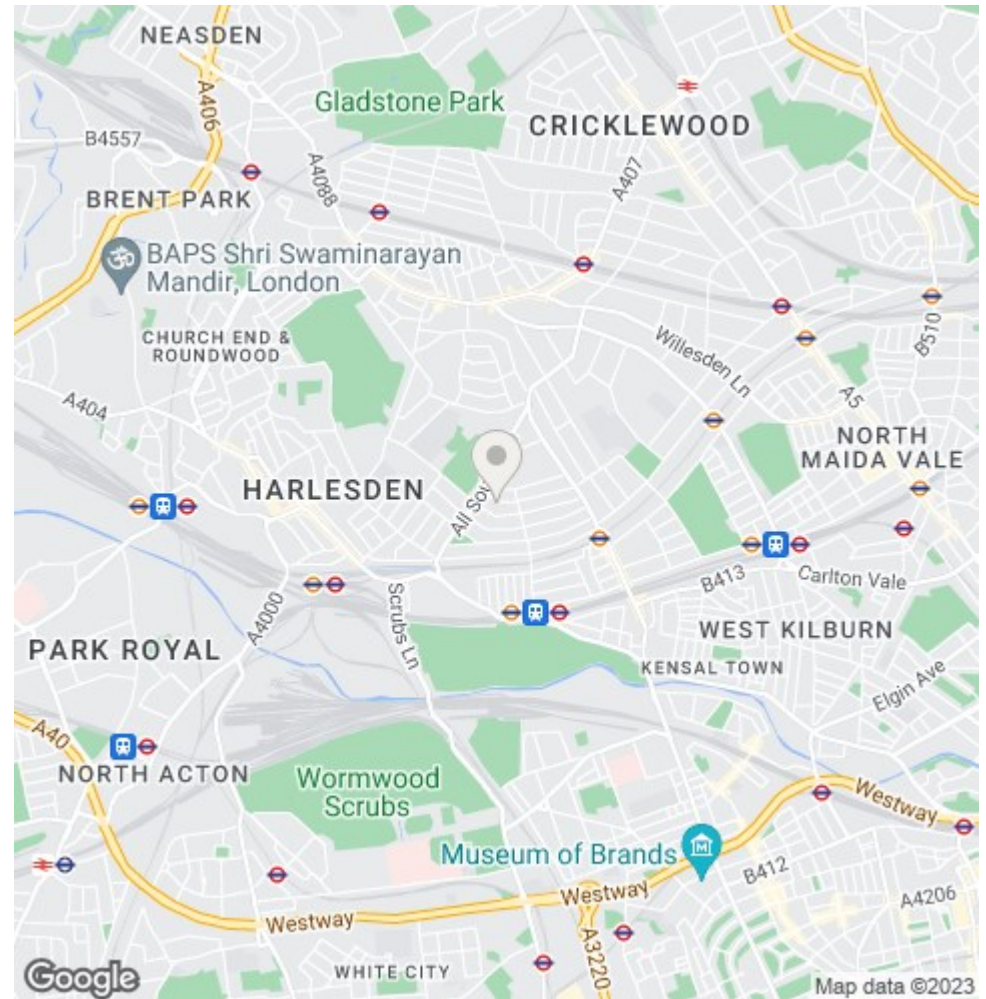 NEASDEN
A406
Gladstone Park
CRICKLEWOOD
B4557
A4088
A407
BRENT PARK
BAPS Shri Swaminarayan
Mandir, London
CHURCH END &
ROUNDWOOD
Willesden Ln
B510
A404
A5
NORTH
MAIDA VALE
HARLESDEN
All Sou
B413
Carlton Vale
A4000
Scrubs Ln
WEST KILBURN
PARK ROYAL
KENSAL TOWN
Elgin Ave
A40
NORTH ACTON
Wormwood
Scrubs
Westway
Museum of Brands
B412
Westway
A4206
Westway
A3220
WHITE CITY
Google
Map data ©2023